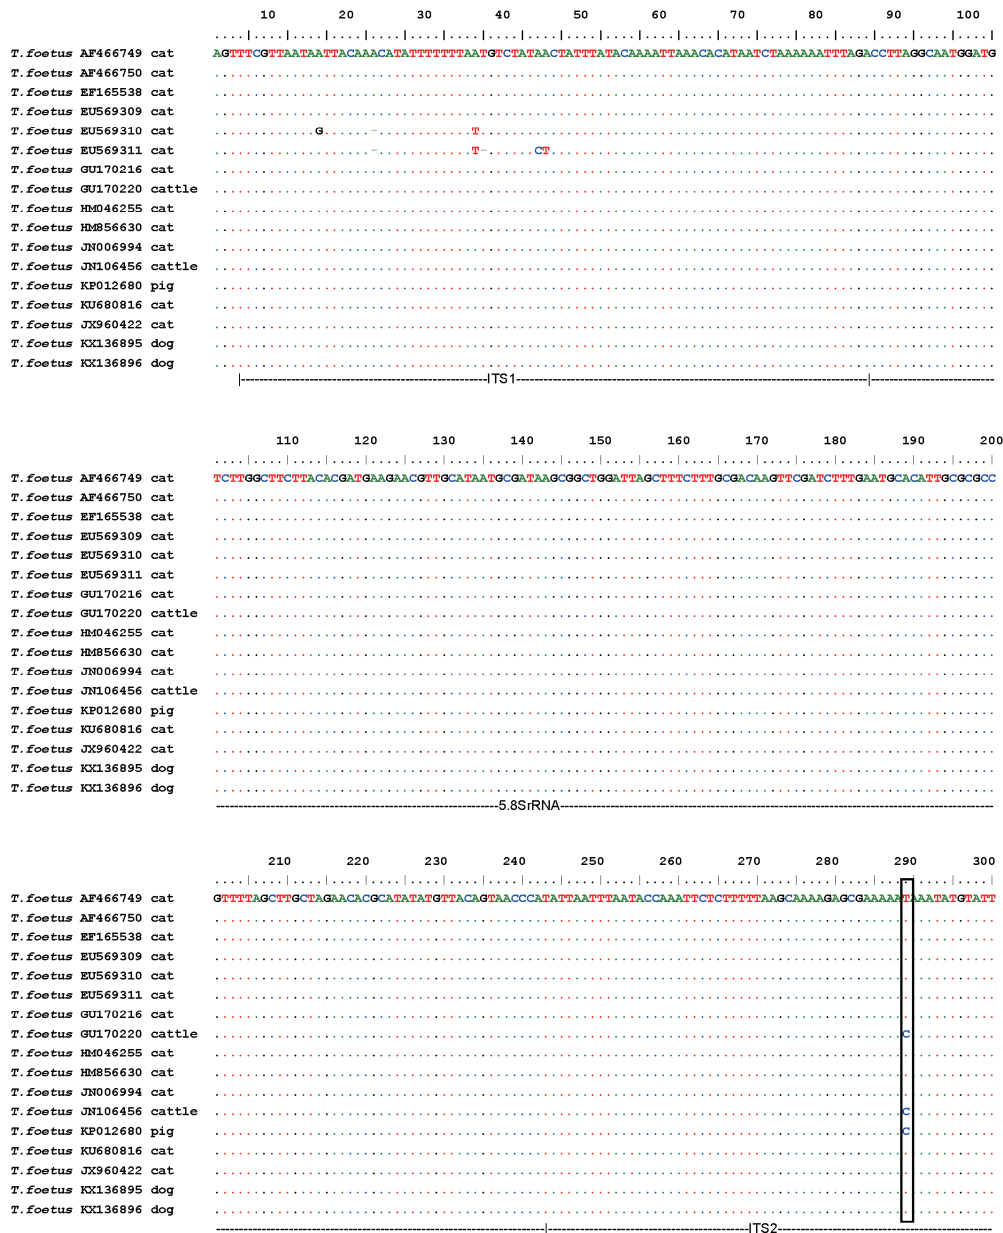 10 20 30 40 50 60 70 80 90 100
T.foetus AF466749 cat AGTTTCGTTAATAATTACAAACATATTTTTTTAATGTCTATAACTATTTATACAAAATTAAACACATAATCTAAAAAATTTAGACCTTAGGCAATGGATG
T.foetus AF466750 cat
T.foetus EF165538 cat
T.foetus EU569309 cat
T.foetus EU569310 cat G - T
T.foetus EU569311 cat - T- CT
T.foetus GU170216 cat
T.foetus GU170220 cattle
T.foetus HM046255 cat
T.foetus HM856630 cat
T.foetus JN006994 cat
T.foetus JN106456 cattle
T.foetus KP012680 pig
T.foetus KU680816 cat
T.foetus JX960422 cat
T.foetus KX136895 dog
T.foetus KX136896 dog
ITS1
110 120 130 140 150 160 170 180 190 200
T.foetus AF466749 cat TCTTGGCTTCTTACACGATGAAGAACGTTGCATAATGCGATAAGCGGCTGGATTAGCTTTCTTTGCGACAAGTTCGATCTTTGAATGCACATTGCGCGCC
T.foetus AF466750 cat
T.foetus EF165538 cat
T.foetus EU569309 cat
T.foetus EU569310 cat
T.foetus EU569311 cat
T.foetus GU170216 cat
T.foetus GU170220 cattle
T.foetus HM046255 cat
T.foetus HM856630 cat
T.foetus JN006994 cat
T.foetus JN106456 cattle
T.foetus KP012680 pig
T.foetus KU680816 cat
T.foetus JX960422 cat
T.foetus KX136895 dog
T.foetus KX136896 dog
5.8SrRNA
210 220 230 240 250 260 270 280 290 300
T.foetus AF466749 cat GTTTTAGCTTGCTAGAACACGCATATATGTTACAGTAACCCATATTAATTTAATACCAAATTCTCTTTTTAAGCAAAAGAGCGAAAAATAAATATGTATT
T.foetus AF466750 cat
T.foetus EF165538 cat
T.foetus EU569309 cat
T.foetus EU569310 cat
T.foetus EU569311 cat
T.foetus GU170216 cat
T.foetus GU170220 cattle C
T.foetus HM046255 cat
T.foetus HM856630 cat
T.foetus JN006994 cat
T.foetus JN106456 cattle C
T.foetus KP012680 pig C
T.foetus KU680816 cat
T.foetus JX960422 cat
T.foetus KX136895 dog
T.foetus KX136896 dog
ITS2